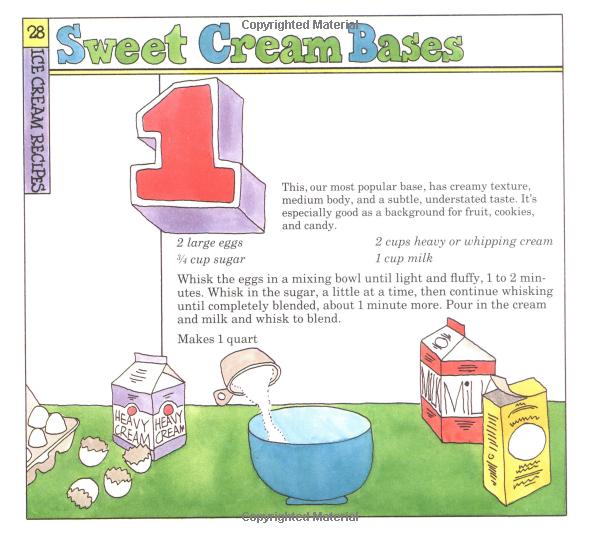 Copyrighted Material
28
Sweet Cream Bases
ICE CREAM RECIPES
1
This, our most popular base, has creamy texture,
medium body, and a subtle, understated taste. It's
especially good as a background for fruit, cookies,
and candy.
2 large eggs
2 cups heavy or whipping cream
¾ cup sugar
1 cup milk
Whisk the eggs in a mixing bowl until light and fluffy, 1 to 2 min-
utes. Whisk in the sugar, a little at a time, then continue whisking
until completely blended, about 1 minute more. Pour in the cream
and milk and whisk to blend.
Makes 1 quart
HEAVY
CREAM
HEAVY
CREAM
MILK
Copyrighted Material